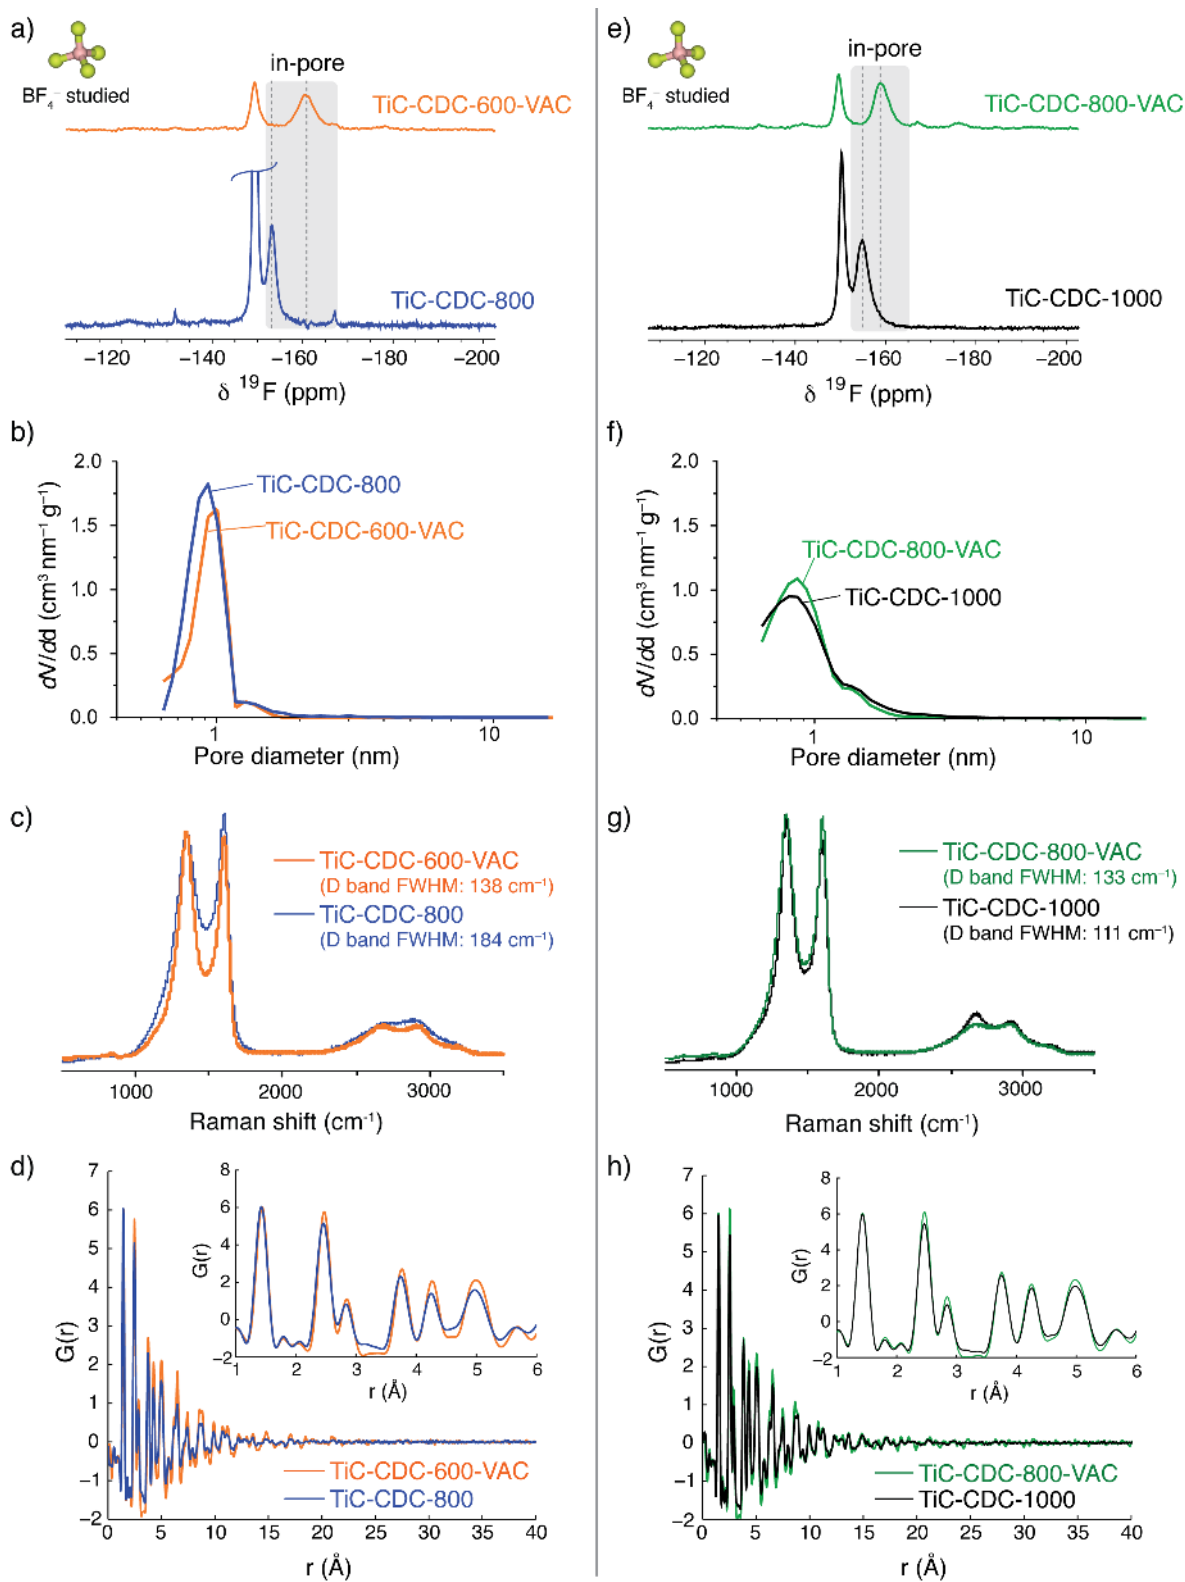 a)
BF₄⁻ studied
in-pore
TiC-CDC-600-VAC
TiC-CDC-800
−120 −140 −160 −180 −200
δ ¹⁹F (ppm)
e)
BF₄⁻ studied
in-pore
TiC-CDC-800-VAC
TiC-CDC-1000
−120 −140 −160 −180 −200
δ ¹⁹F (ppm)
b)
2.0
1.5
1.0
0.5
0.0
dV/dd (cm³ nm⁻¹ g⁻¹)
TiC-CDC-800
TiC-CDC-600-VAC
1 10
Pore diameter (nm)
f)
2.0
1.5
1.0
0.5
0.0
dV/dd (cm³ nm⁻¹ g⁻¹)
TiC-CDC-800-VAC
TiC-CDC-1000
1 10
Pore diameter (nm)
c)
TiC-CDC-600-VAC
(D band FWHM: 138 cm⁻¹)
TiC-CDC-800
(D band FWHM: 184 cm⁻¹)
1000 2000 3000
Raman shift (cm⁻¹)
g)
TiC-CDC-800-VAC
(D band FWHM: 133 cm⁻¹)
TiC-CDC-1000
(D band FWHM: 111 cm⁻¹)
1000 2000 3000
Raman shift (cm⁻¹)
d)
7
6
5
4
3
2
1
0
−1
−2
G(r)
8
6
4
2
0
−2
G(r)
1 2 3 4 5 6
r (Å)
TiC-CDC-600-VAC
TiC-CDC-800
0 5 10 15 20 25 30 35 40
r (Å)
h)
7
6
5
4
3
2
1
0
−1
−2
G(r)
8
6
4
2
0
−2
G(r)
1 2 3 4 5 6
r (Å)
TiC-CDC-800-VAC
TiC-CDC-1000
0 5 10 15 20 25 30 35 40
r (Å)